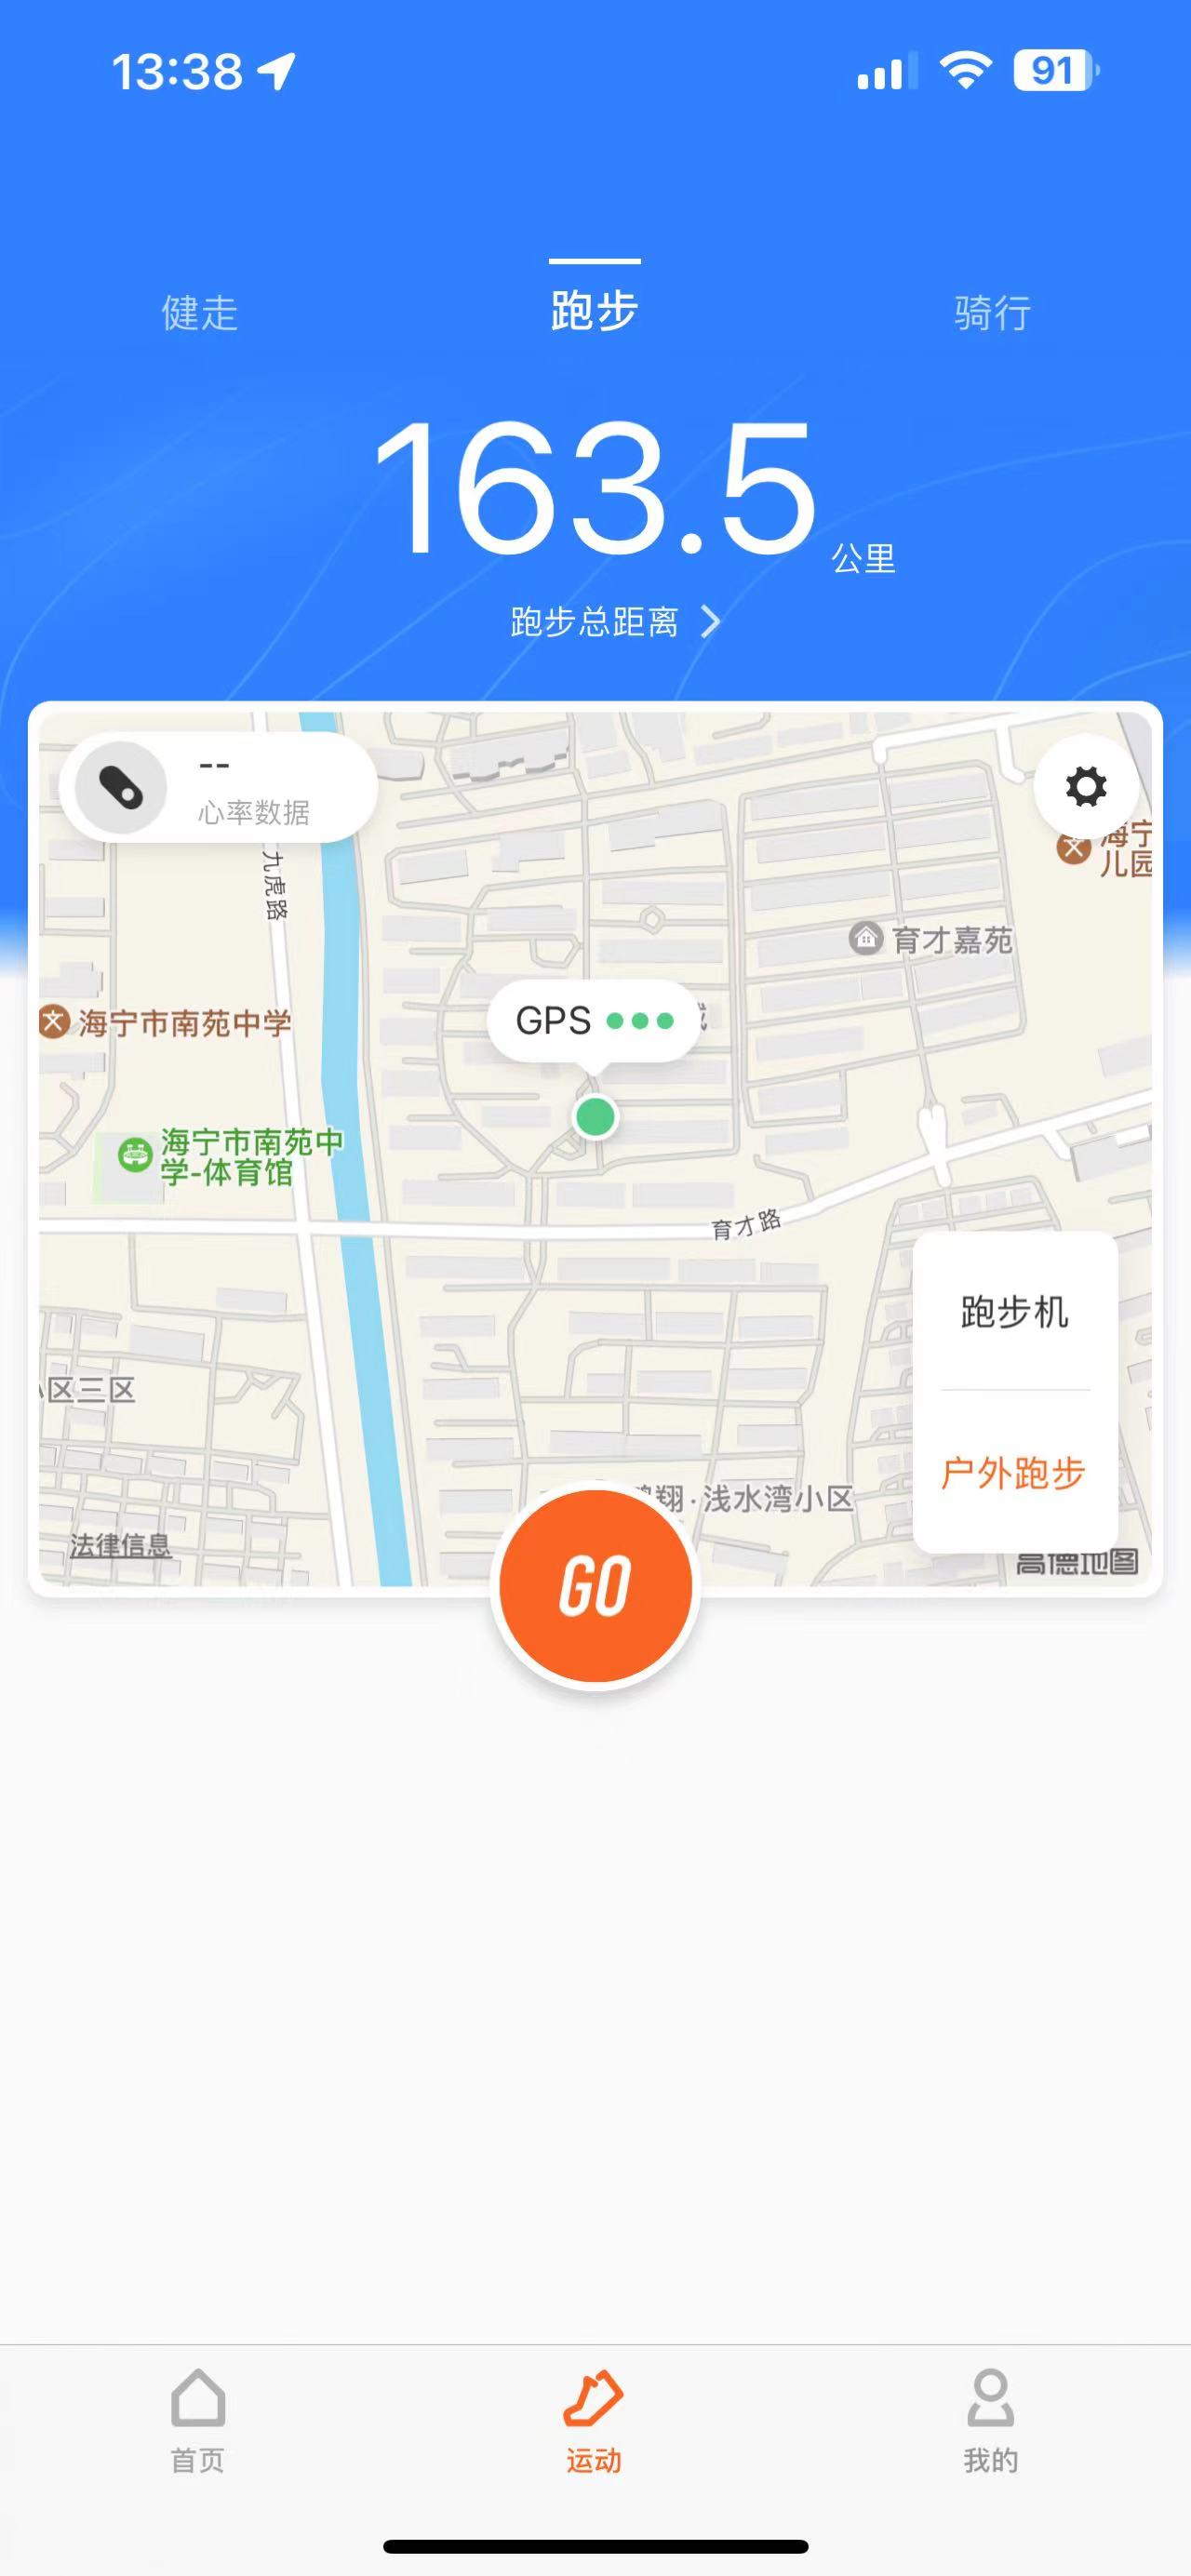 13:38
91
健走
跑步
骑行
163.5
公里
跑步总距离
--
心率数据
九虎路
海宁
儿园
育才嘉苑
海宁市南苑中学
GPS
海宁市南苑中
学-体育馆
育才路
跑步机
区三区
户外跑步
翔·浅水湾小区
法律信息
高德地图
GO
首页
运动
我的